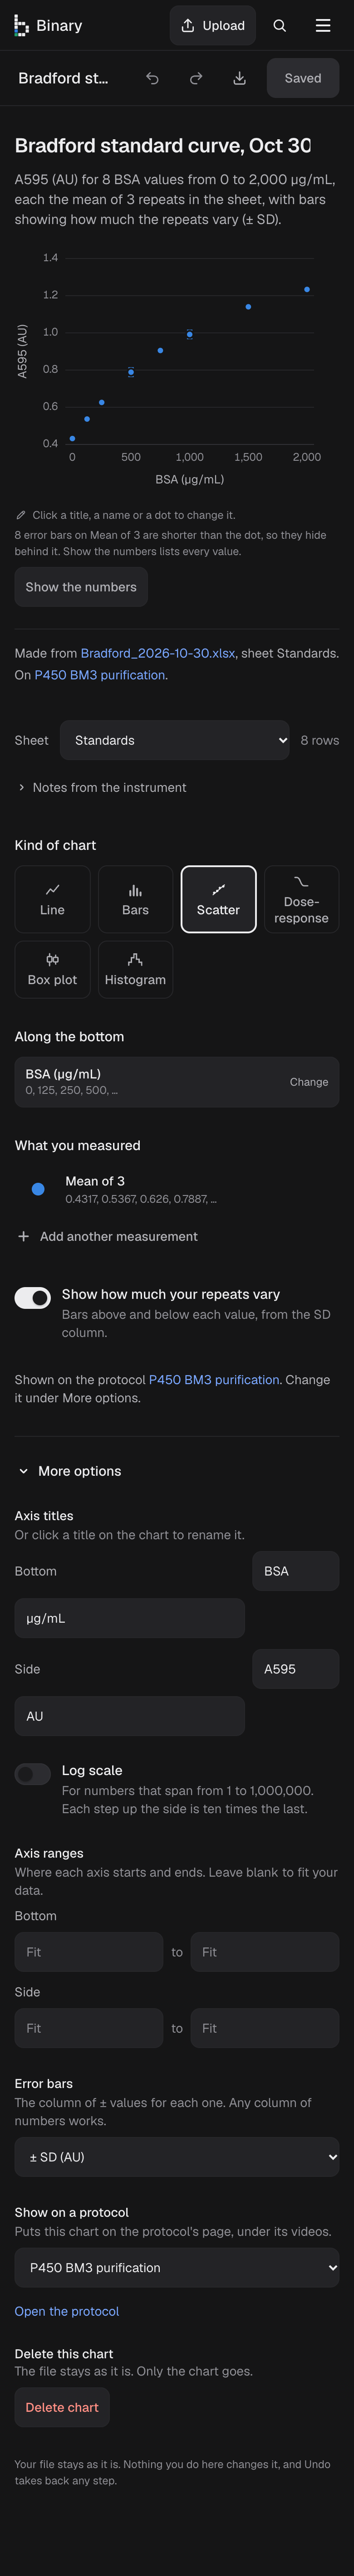 Binary
Upload
Bradford st...
Saved
Bradford standard curve, Oct 30
A595 (AU) for 8 BSA values from 0 to 2,000 µg/mL,
each the mean of 3 repeats in the sheet, with bars
showing how much the repeats vary (± SD).
1.4
1.2
1.0
0.8
0.6
0.4
A595 (AU)
0
500
1,000
1,500
2,000
BSA (µg/mL)
Click a title, a name or a dot to change it.
8 error bars on Mean of 3 are shorter than the dot, so they hide
behind it. Show the numbers lists every value.
Show the numbers
Made from Bradford_2026-10-30.xlsx, sheet Standards.
On P450 BM3 purification.
Sheet
Standards
8 rows
Notes from the instrument
Kind of chart
Line
Bars
Scatter
Dose-
response
Box plot
Histogram
Along the bottom
BSA (µg/mL)
0, 125, 250, 500, ...
Change
What you measured
Mean of 3
0.4317, 0.5367, 0.626, 0.7887, ...
Add another measurement
Show how much your repeats vary
Bars above and below each value, from the SD
column.
Shown on the protocol P450 BM3 purification. Change
it under More options.
More options
Axis titles
Or click a title on the chart to rename it.
Bottom
BSA
µg/mL
Side
A595
AU
Log scale
For numbers that span from 1 to 1,000,000.
Each step up the side is ten times the last.
Axis ranges
Where each axis starts and ends. Leave blank to fit your
data.
Bottom
Fit to Fit
Side
Fit to Fit
Error bars
The column of ± values for each one. Any column of
numbers works.
± SD (AU)
Show on a protocol
Puts this chart on the protocol's page, under its videos.
P450 BM3 purification
Open the protocol
Delete this chart
The file stays as it is. Only the chart goes.
Delete chart
Your file stays as it is. Nothing you do here changes it, and Undo
takes back any step.